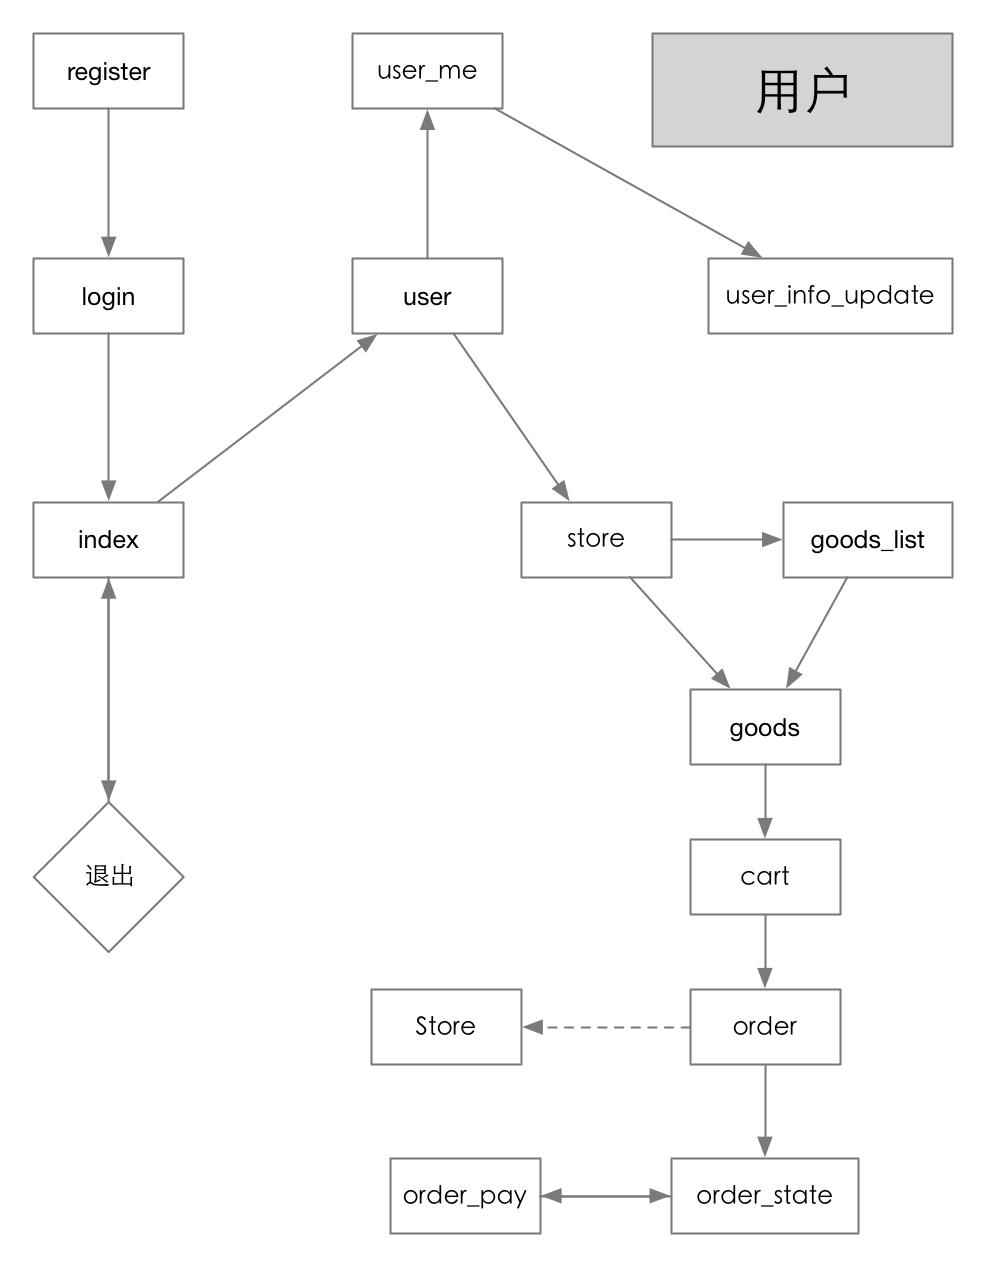 register
user_me
用户
login
user
user_info_update
index
store
goods_list
goods
退出
cart
Store
order
order_pay
order_state